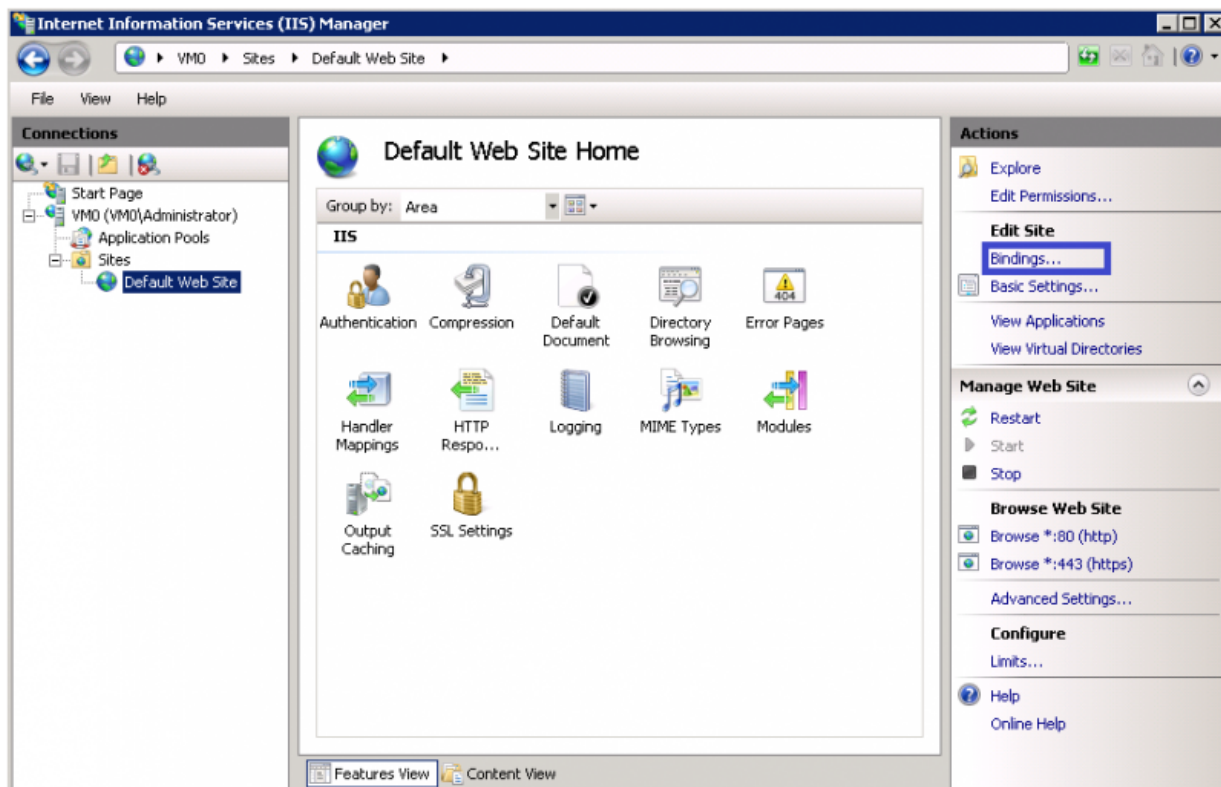 Internet Information Services (IIS) Manager
VM0 Sites Default Web Site
File View Help
Connections
Start Page
VM0 (VM0\Administrator)
Application Pools
Sites
Default Web Site
Default Web Site Home
Group by: Area
IIS
Authentication
Compression
Default
Document
Directory
Browsing
404
Error Pages
Handler
Mappings
HTTP
Respo...
Logging
MIME Types
Modules
Output
Caching
SSL Settings
Features View
Content View
Actions
Explore
Edit Permissions...
Edit Site
Bindings...
Basic Settings...
View Applications
View Virtual Directories
Manage Web Site
Restart
Start
Stop
Browse Web Site
Browse *:80 (http)
Browse *:443 (https)
Advanced Settings...
Configure
Limits...
Help
Online Help